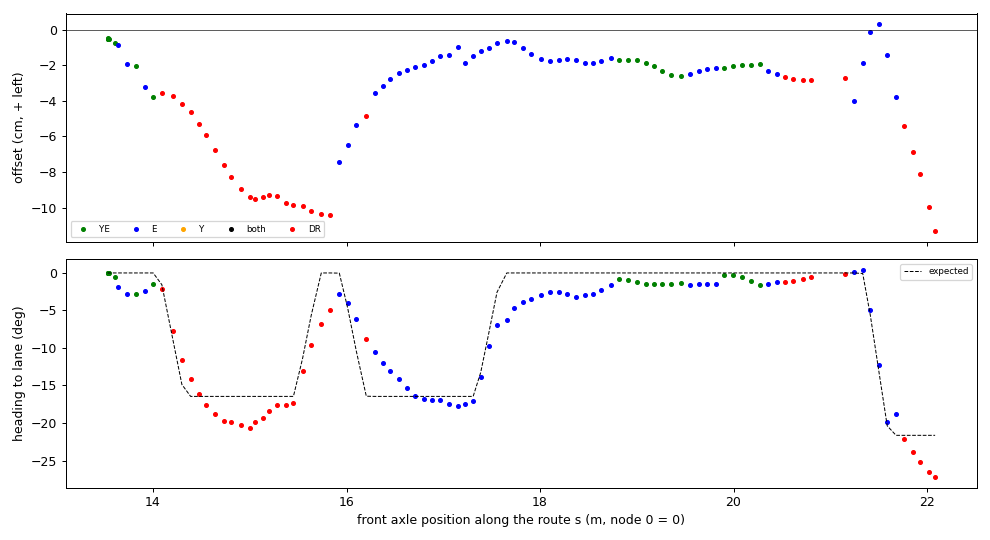 0
−2
−4
−6
−8
−10
offset (cm, + left)
YE E Y both DR
0
−5
−10
−15
−20
−25
heading to lane (deg)
expected
14 16 18 20 22
front axle position along the route s (m, node 0 = 0)